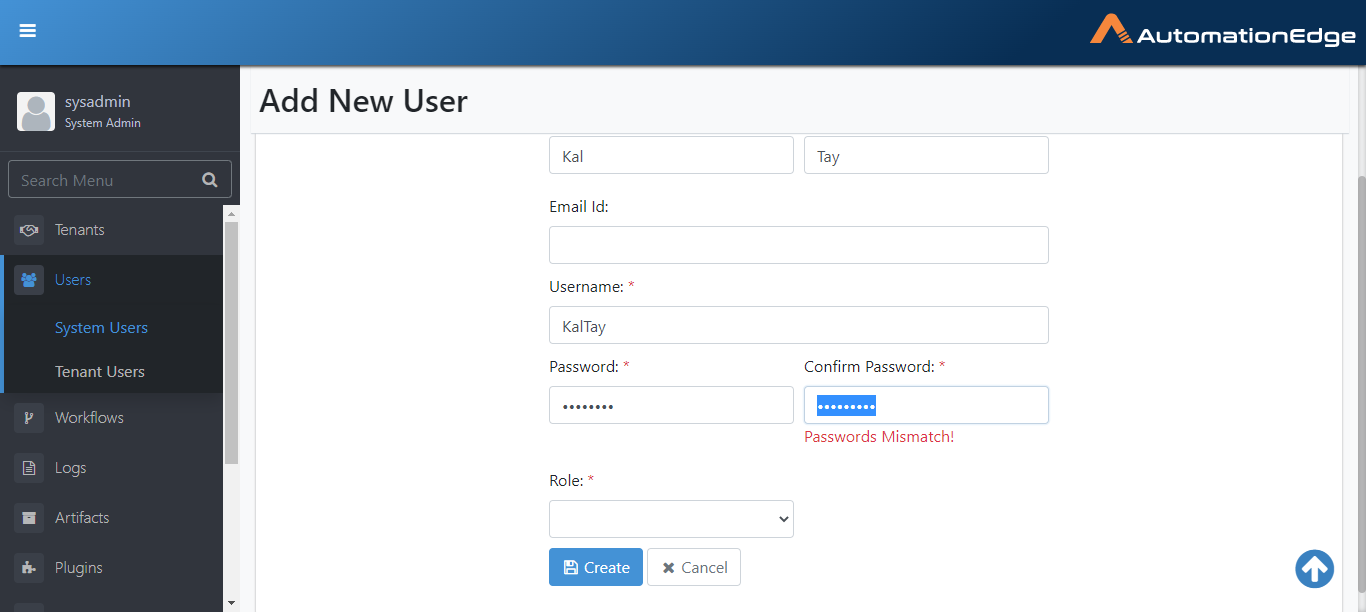 AutomationEdge
sysadmin
System Admin
Search Menu
Tenants
Users
System Users
Tenant Users
Workflows
Logs
Artifacts
Plugins
Add New User
Kal Tay
Email Id:
Username: *
KalTay
Password: * Confirm Password: *
•••••••• •••••••••
Passwords Mismatch!
Role: *
Create Cancel